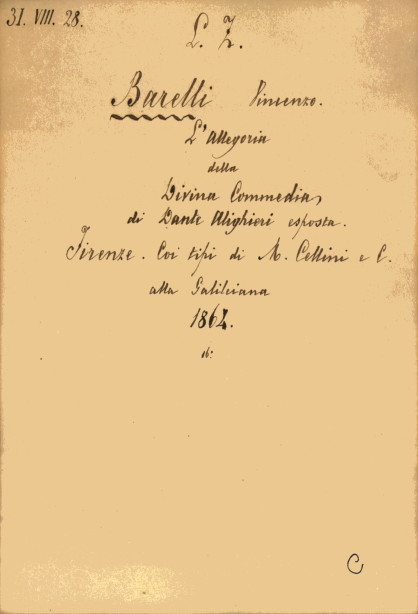 31. VIII. 28.
L. Z.
Barelli Vincenzo.
L'Allegoria
della
Divina Commedia,
di Dante Alighieri esposta.
Firenze. Coi tipi di M. Cellini e C.
alla Galileiana
1864.
8:
C